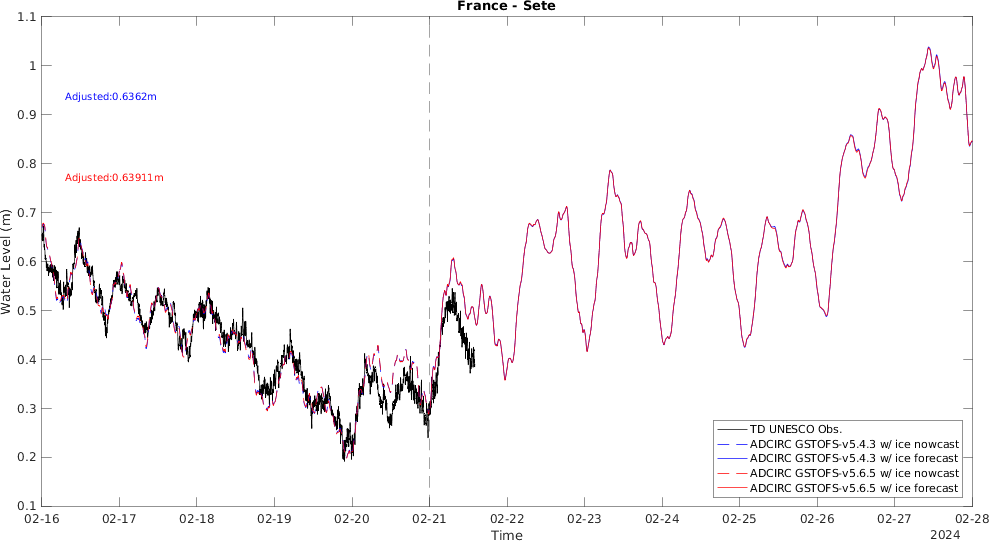 France - Sete
1.1
1
0.9
0.8
0.7
0.6
0.5
0.4
0.3
0.2
0.1
Water Level (m)
Adjusted:0.6362m
Adjusted:0.63911m
TD UNESCO Obs.
ADCIRC GSTOFS-v5.4.3 w/ ice nowcast
ADCIRC GSTOFS-v5.4.3 w/ ice forecast
ADCIRC GSTOFS-v5.6.5 w/ ice nowcast
ADCIRC GSTOFS-v5.6.5 w/ ice forecast
02-16 02-17 02-18 02-19 02-20 02-21 02-22 02-23 02-24 02-25 02-26 02-27 02-28
Time
2024